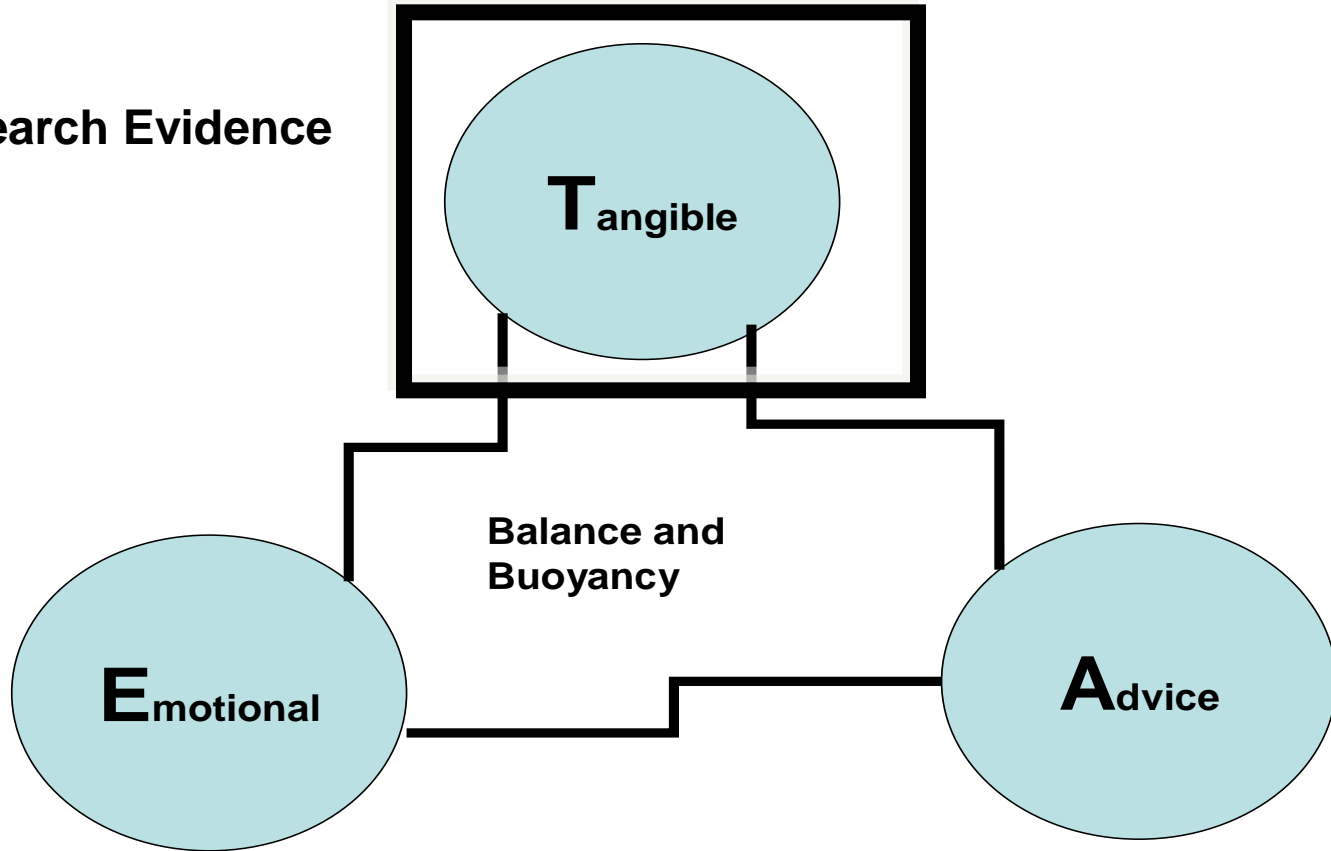 earch Evidence
Tangible
Balance and
Buoyancy
Emotional
Advice